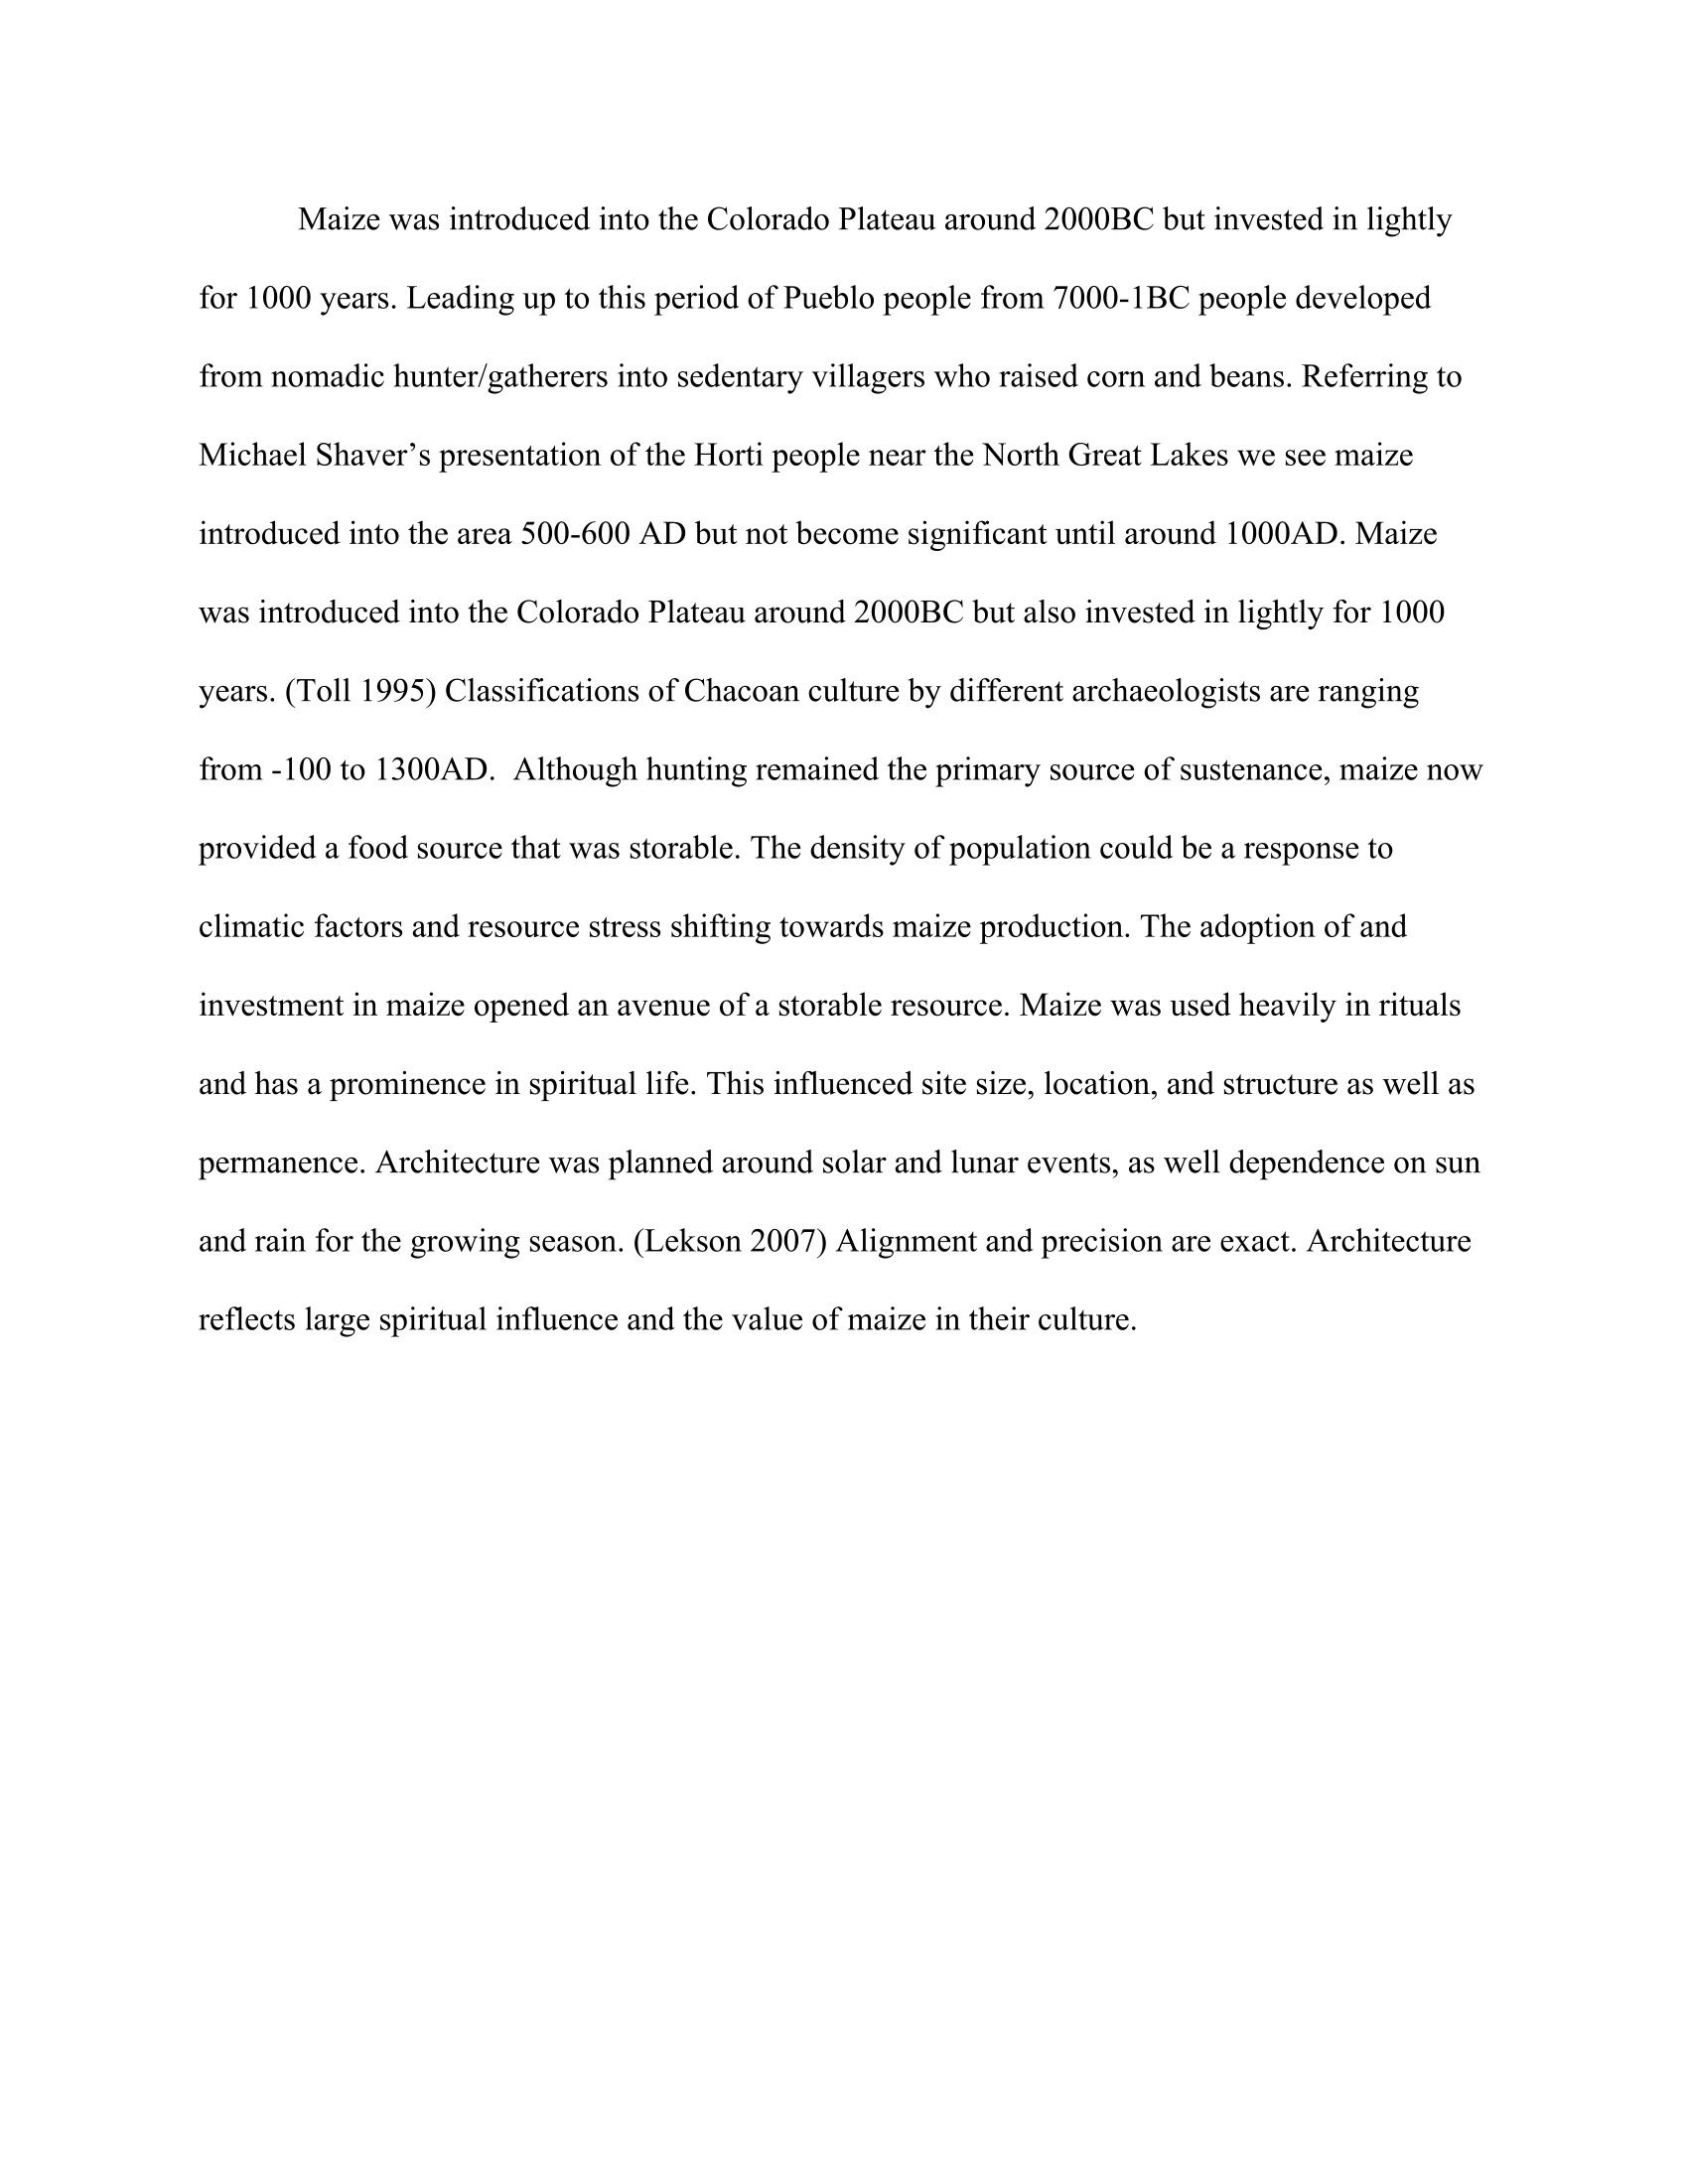 Maize was introduced into the Colorado Plateau around 2000BC but invested in lightly
for 1000 years. Leading up to this period of Pueblo people from 7000-1BC people developed
from nomadic hunter/gatherers into sedentary villagers who raised corn and beans. Referring to
Michael Shaver’s presentation of the Horti people near the North Great Lakes we see maize
introduced into the area 500-600 AD but not become significant until around 1000AD. Maize
was introduced into the Colorado Plateau around 2000BC but also invested in lightly for 1000
years. (Toll 1995) Classifications of Chacoan culture by different archaeologists are ranging
from -100 to 1300AD.  Although hunting remained the primary source of sustenance, maize now
provided a food source that was storable. The density of population could be a response to
climatic factors and resource stress shifting towards maize production. The adoption of and
investment in maize opened an avenue of a storable resource. Maize was used heavily in rituals
and has a prominence in spiritual life. This influenced site size, location, and structure as well as
permanence. Architecture was planned around solar and lunar events, as well dependence on sun
and rain for the growing season. (Lekson 2007) Alignment and precision are exact. Architecture
reflects large spiritual influence and the value of maize in their culture.